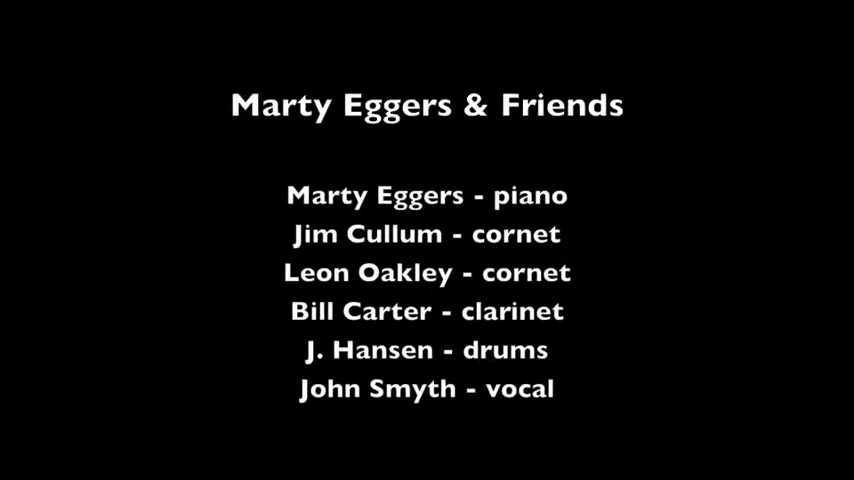 Marty Eggers & Friends
Marty Eggers - piano
Jim Cullum - cornet
Leon Oakley - cornet
Bill Carter - clarinet
J. Hansen - drums
John Smyth - vocal